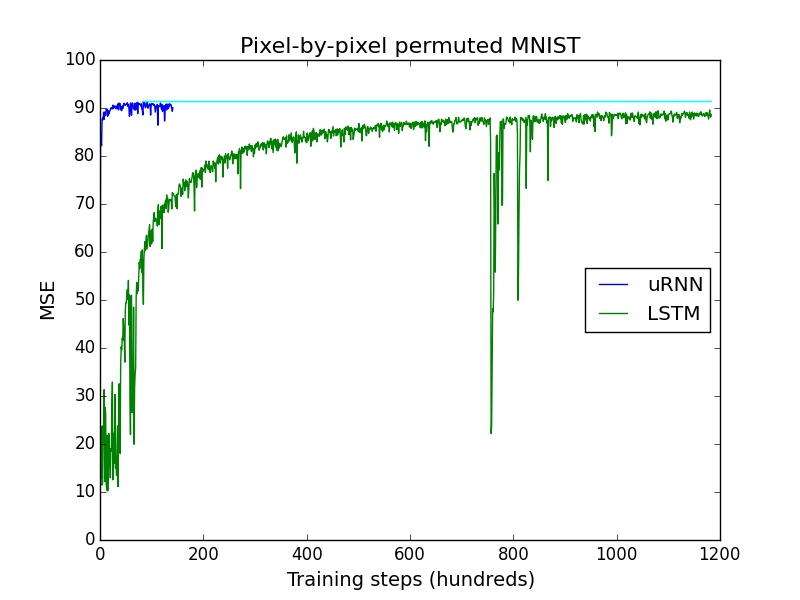 Pixel-by-pixel permuted MNIST
100
90
80
70
60
50
40
30
20
10
0
MSE
uRNN
LSTM
0 200 400 600 800 1000 1200
Training steps (hundreds)